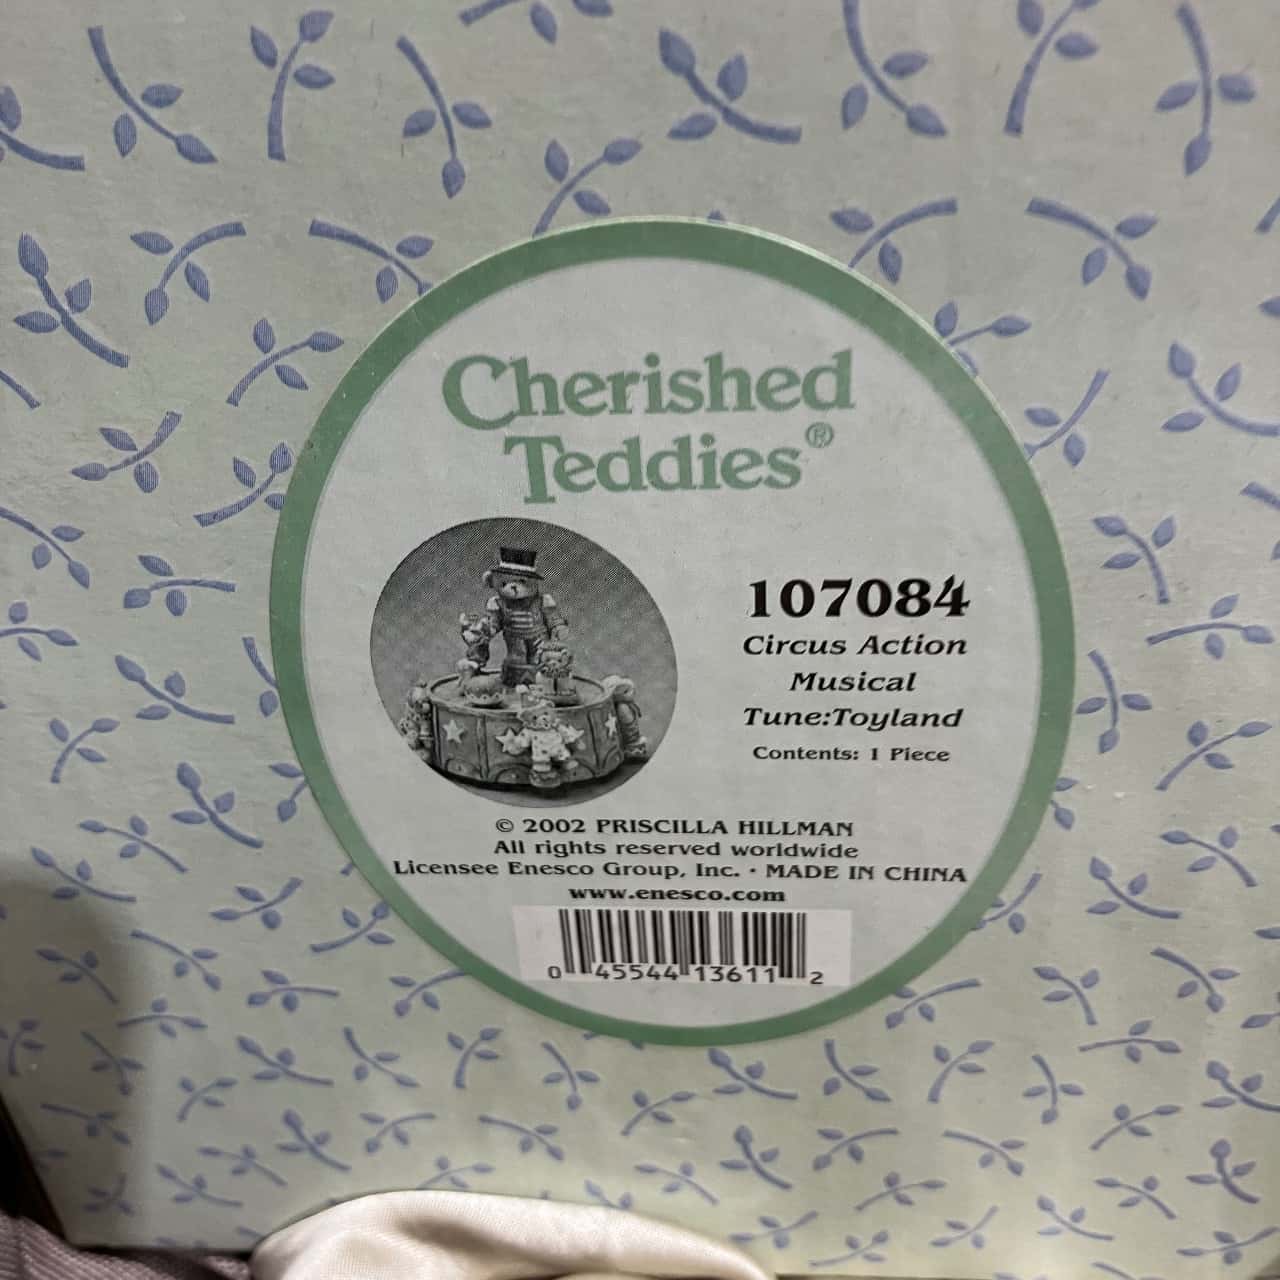 Cherished
Teddies®
107084
Circus Action
Musical
Tune:Toyland
Contents: 1 Piece
© 2002 PRISCILLA HILLMAN
All rights reserved worldwide
Licensee Enesco Group, Inc. • MADE IN CHINA
www.enesco.com
0 45544 13611 2